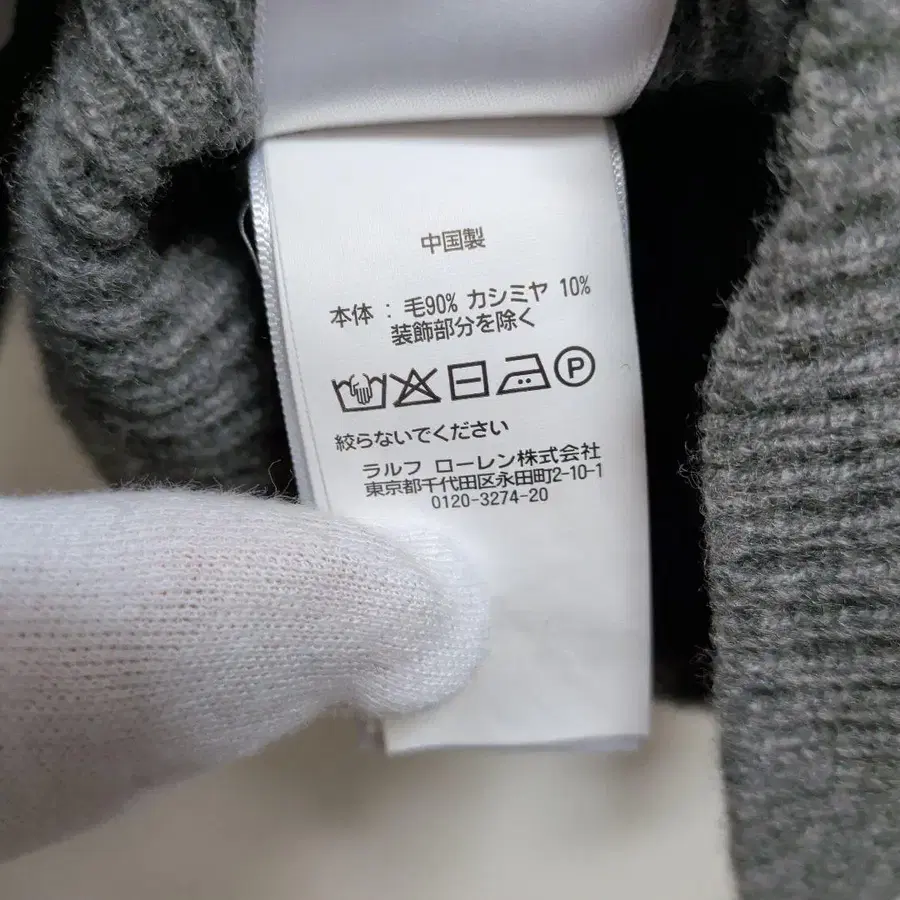 中国製
本体 : 毛90% カシミヤ 10%
装飾部分を除く
P
絞らないでください
ラルフ ローレン株式会社
東京都千代田区永田町2-10-1
0120-3274-20